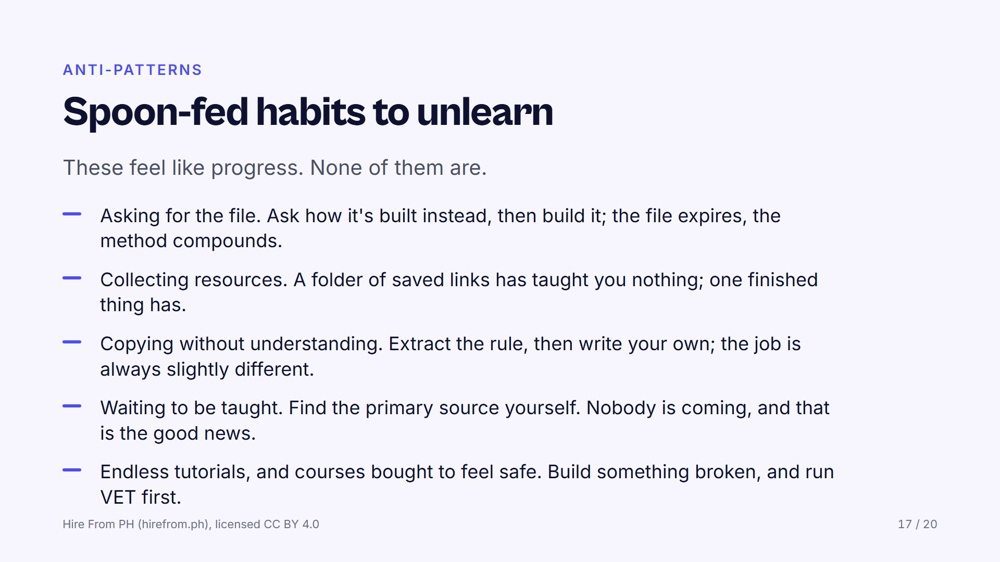 ANTI-PATTERNS
Spoon-fed habits to unlearn
These feel like progress. None of them are.
Asking for the file. Ask how it's built instead, then build it; the file expires, the
method compounds.
Collecting resources. A folder of saved links has taught you nothing; one finished
thing has.
Copying without understanding. Extract the rule, then write your own; the job is
always slightly different.
Waiting to be taught. Find the primary source yourself. Nobody is coming, and that
is the good news.
Endless tutorials, and courses bought to feel safe. Build something broken, and run
VET first.
Hire From PH (hirefrom.ph), licensed CC BY 4.0
17 / 20